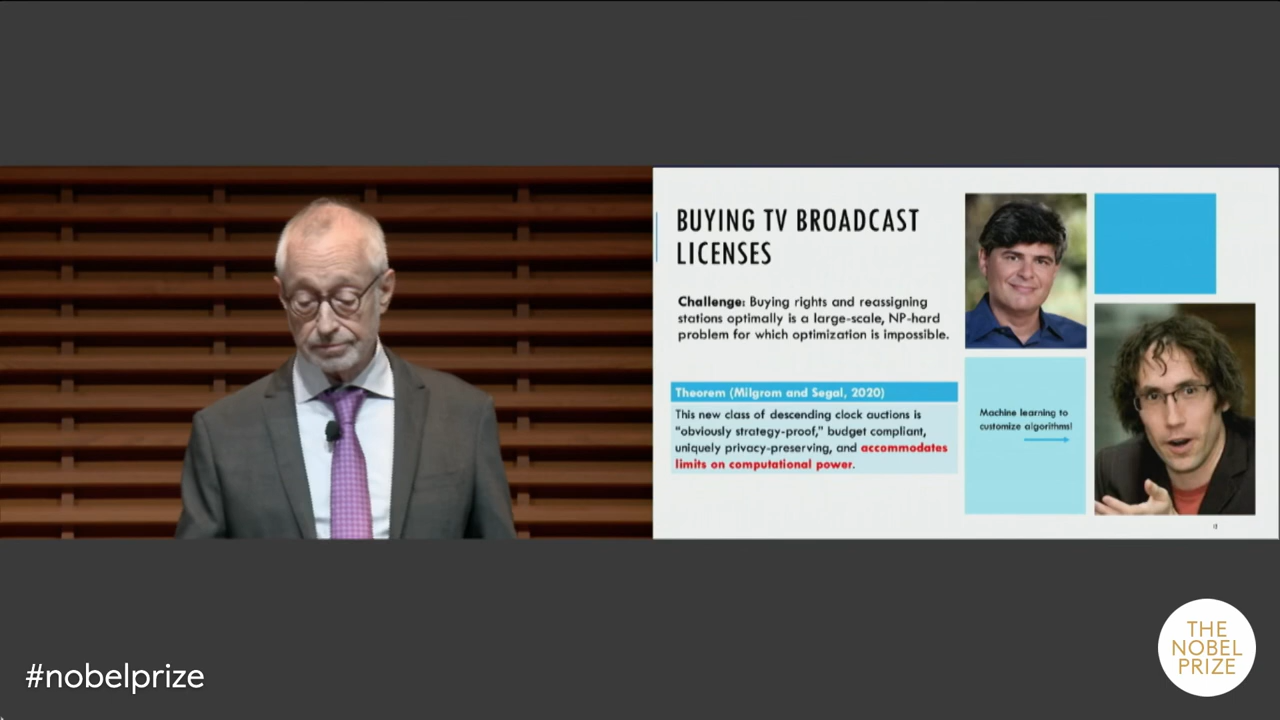 BUYING TV BROADCAST
LICENSES
Challenge: Buying rights and reassigning
stations optimally is a large-scale, NP-hard
problem for which optimization is impossible.
Theorem (Milgrom and Segal, 2020)
This new class of descending clock auctions is
"obviously strategy-proof," budget compliant,
uniquely privacy-preserving, and accommodates
limits on computational power.
Machine learning to
customize algorithms!
#nobelprize
THE
NOBEL
PRIZE